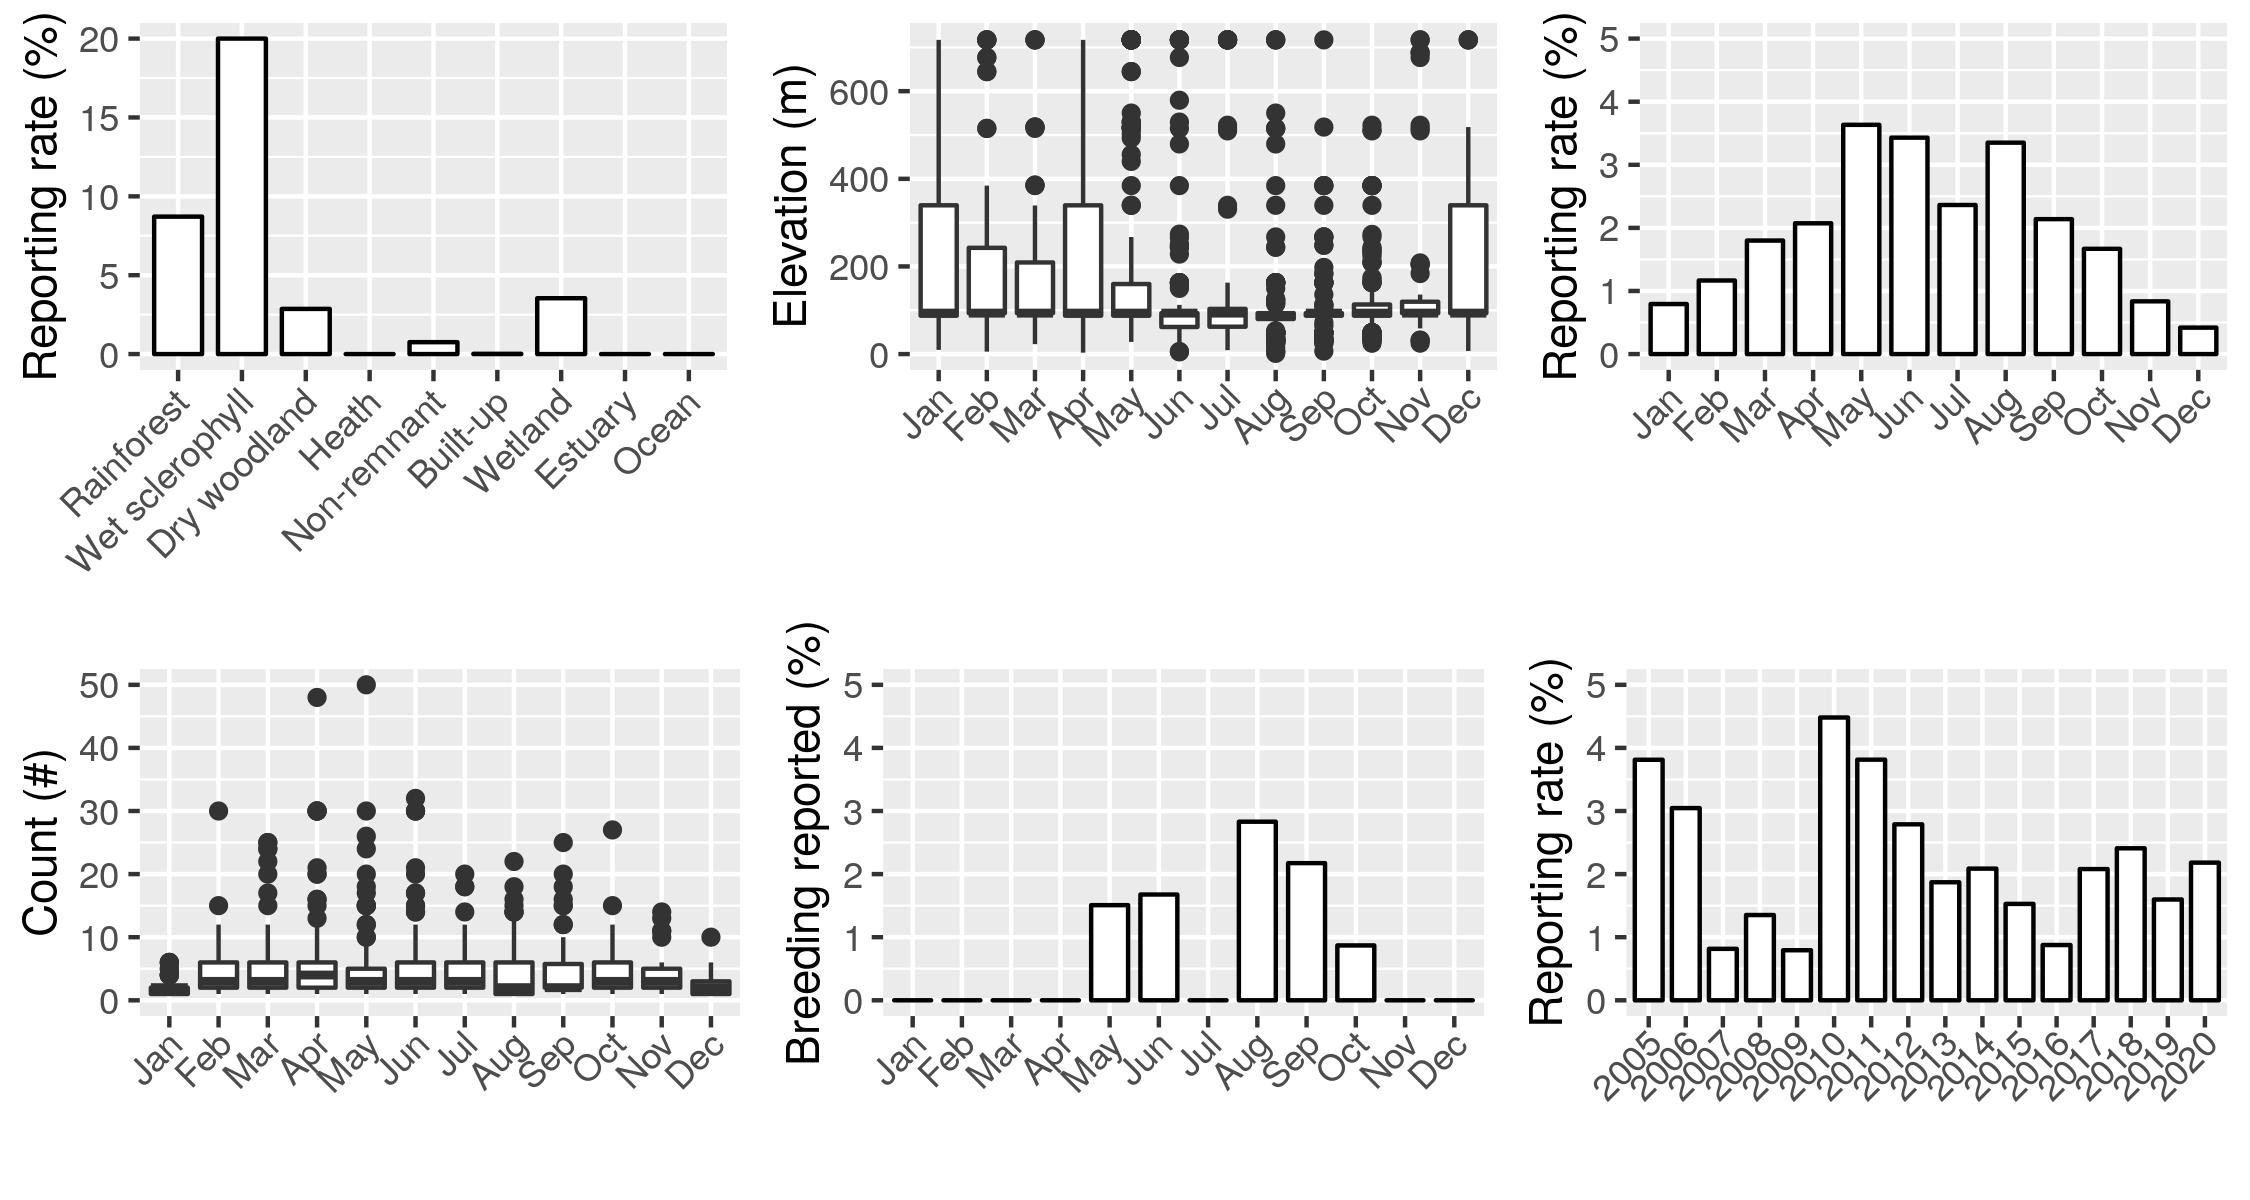 Reporting rate (%)
20
15
10
5
0
Rainforest
Wet sclerophyll
Dry woodland
Heath
Non-remnant
Built-up
Wetland
Estuary
Ocean
Elevation (m)
600
400
200
0
Jan
Feb
Mar
Apr
May
Jun
Jul
Aug
Sep
Oct
Nov
Dec
Reporting rate (%)
5
4
3
2
1
0
Jan
Feb
Mar
Apr
May
Jun
Jul
Aug
Sep
Oct
Nov
Dec
Count (#)
50
40
30
20
10
0
Jan
Feb
Mar
Apr
May
Jun
Jul
Aug
Sep
Oct
Nov
Dec
Breeding reported (%)
5
4
3
2
1
0
Jan
Feb
Mar
Apr
May
Jun
Jul
Aug
Sep
Oct
Nov
Dec
Reporting rate (%)
5
4
3
2
1
0
2005
2006
2007
2008
2009
2010
2011
2012
2013
2014
2015
2016
2017
2018
2019
2020